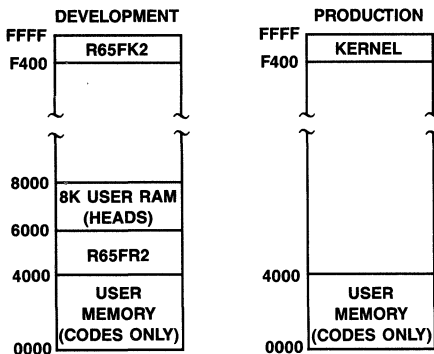 DEVELOPMENT
FFFF
R65FK2
F400
8000
8K USER RAM
(HEADS)
6000
R65FR2
4000
USER
MEMORY
(CODES ONLY)
0000
PRODUCTION
FFFF
KERNEL
F400
4000
USER
MEMORY
(CODES ONLY)
0000